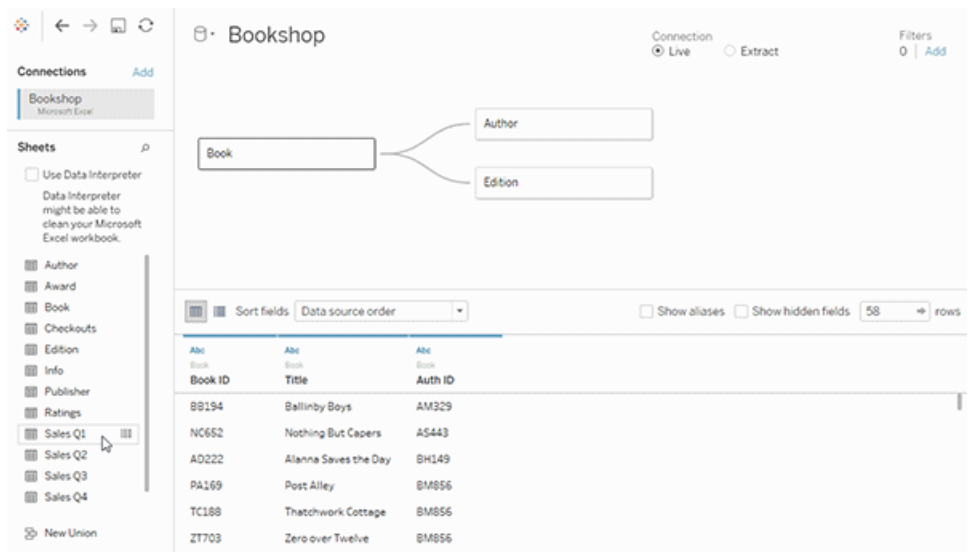 Bookshop
Connection
Live
Extract
Filters
0 | Add
Connections
Add
Bookshop
Microsoft Excel
Sheets
Use Data Interpreter
Data Interpreter
might be able to
clean your Microsoft
Excel workbook.
Author
Award
Book
Checkouts
Edition
Info
Publisher
Ratings
Sales Q1
Sales Q2
Sales Q3
Sales Q4
New Union
Book
Author
Edition
Sort fields Data source order
Show aliases Show hidden fields 58 rows
Abc Abc Abc
Book Book Book
Book ID Title Auth ID
BB194 Ballinby Boys AM329
NC652 Nothing But Capers AS443
AD222 Alanna Saves the Day BH149
PA169 Post Alley BM856
TC188 Thatchwork Cottage BM856
ZT703 Zero over Twelve BM856